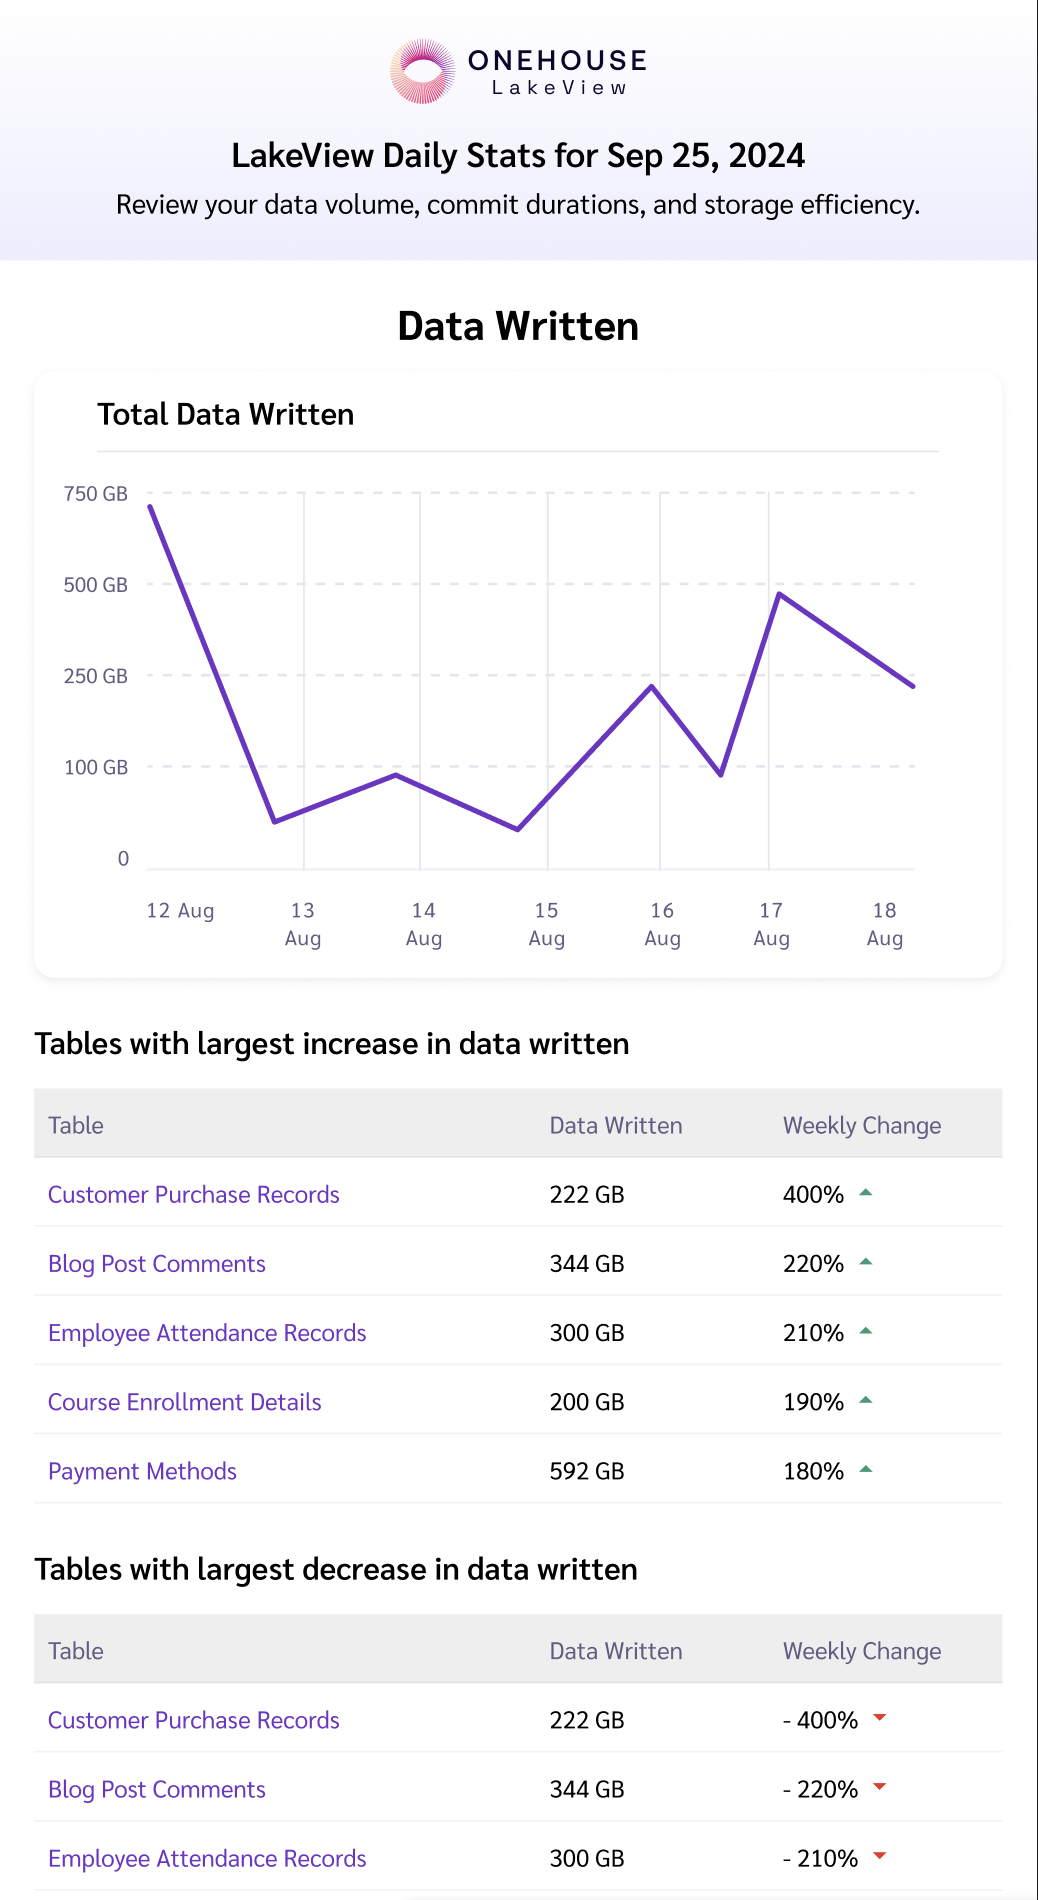 ONEHOUSE
LakeView
LakeView Daily Stats for Sep 25, 2024
Review your data volume, commit durations, and storage efficiency.
Data Written
Total Data Written
750 GB
500 GB
250 GB
100 GB
0
12 Aug 13 14 15 16 17 18
Aug Aug Aug Aug Aug Aug
Tables with largest increase in data written
Table Data Written Weekly Change
Customer Purchase Records 222 GB 400%
Blog Post Comments 344 GB 220%
Employee Attendance Records 300 GB 210%
Course Enrollment Details 200 GB 190%
Payment Methods 592 GB 180%
Tables with largest decrease in data written
Table Data Written Weekly Change
Customer Purchase Records 222 GB - 400%
Blog Post Comments 344 GB - 220%
Employee Attendance Records 300 GB - 210%